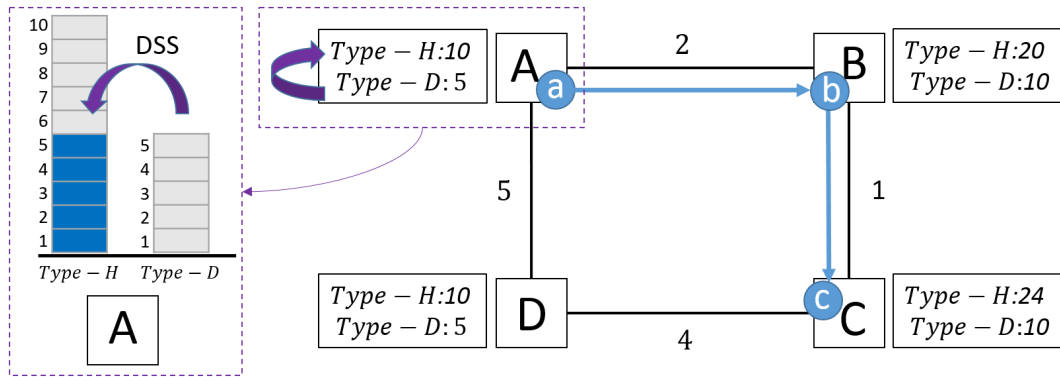 10
9
8
7
6
5
4
3
2
1
DSS
5
4
3
2
1
Type − H Type − D
A
Type − H:10
Type − D: 5
A
a
2
B
b
Type − H:20
Type − D:10
5
1
Type − H:10
Type − D: 5
D
4
c
C
Type − H:24
Type − D:10